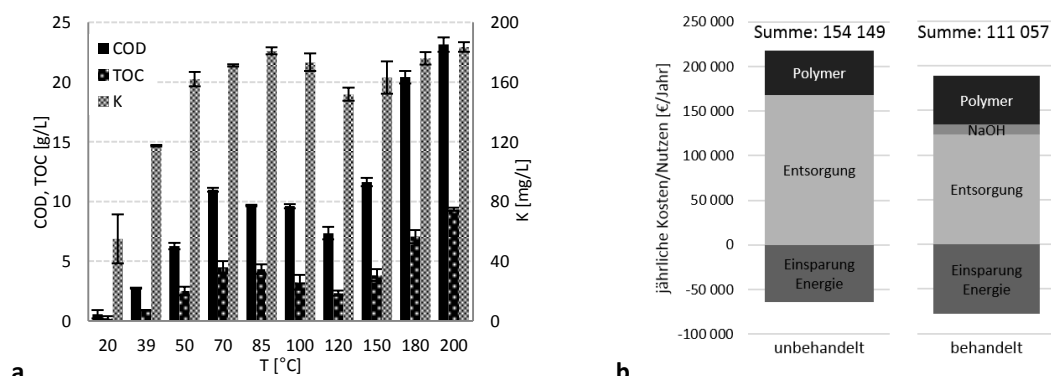 COD, TOC [g/L]
25
20
15
10
5
0
COD
TOC
K
200
160
120
80
40
0
K [mg/L]
20 39 50 70 85 100 120 150 180 200
T [°C]
a
jährliche Kosten/Nutzen [€/Jahr]
250 000
200 000
150 000
100 000
50 000
0
-50 000
-100 000
Summe: 154 149
Summe: 111 057
Polymer
Entsorgung
Einsparung
Energie
Polymer
NaOH
Entsorgung
Einsparung
Energie
unbehandelt
behandelt
b